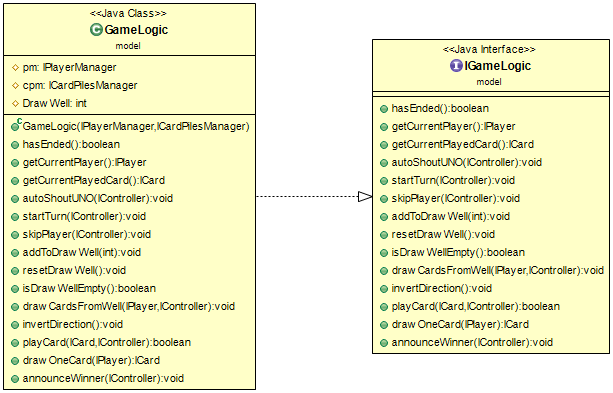 <<Java Class>>
GameLogic
model
pm: IPlayerManager
cpm: ICardPilesManager
Draw Well: int
GameLogic(IPlayerManager,ICardPilesManager)
hasEnded():boolean
getCurrentPlayer():IPlayer
getCurrentPlayedCard():ICard
autoShoutUNO(IController):void
startTurn(IController):void
skipPlayer(IController):void
addToDraw Well(int):void
resetDraw Well():void
isDraw WellEmpty():boolean
draw CardsFromWell(IPlayer,IController):void
invertDirection():void
playCard(ICard,IController):boolean
draw OneCard(IPlayer):ICard
announceWinner(IController):void
<<Java Interface>>
IGameLogic
model
hasEnded():boolean
getCurrentPlayer():IPlayer
getCurrentPlayedCard():ICard
autoShoutUNO(IController):void
startTurn(IController):void
skipPlayer(IController):void
addToDraw Well(int):void
resetDraw Well():void
isDraw WellEmpty():boolean
draw CardsFromWell(IPlayer,IController):void
invertDirection():void
playCard(ICard,IController):boolean
draw OneCard(IPlayer):ICard
announceWinner(IController):void